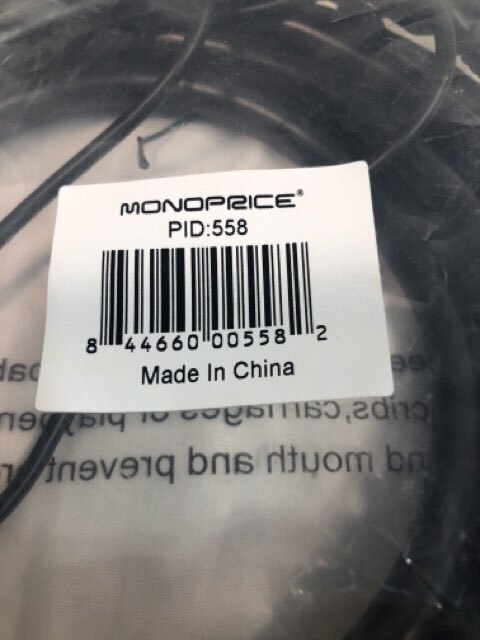 MONOPRICE®
PID:558
8 44660 00558 2
Made In China
cribs, carriages or
and mouth and prevent